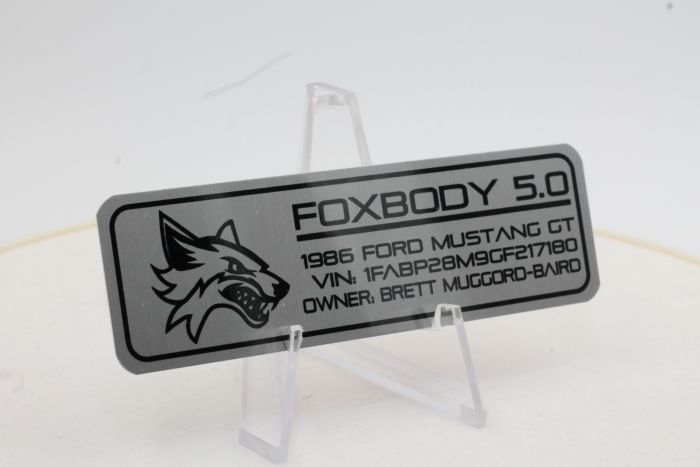 FOXBODY 5.0
1986 FORD MUSTANG GT
VIN: 1FABP28M9GF217180
OWNER: BRETT MUGGORD-BAIRD